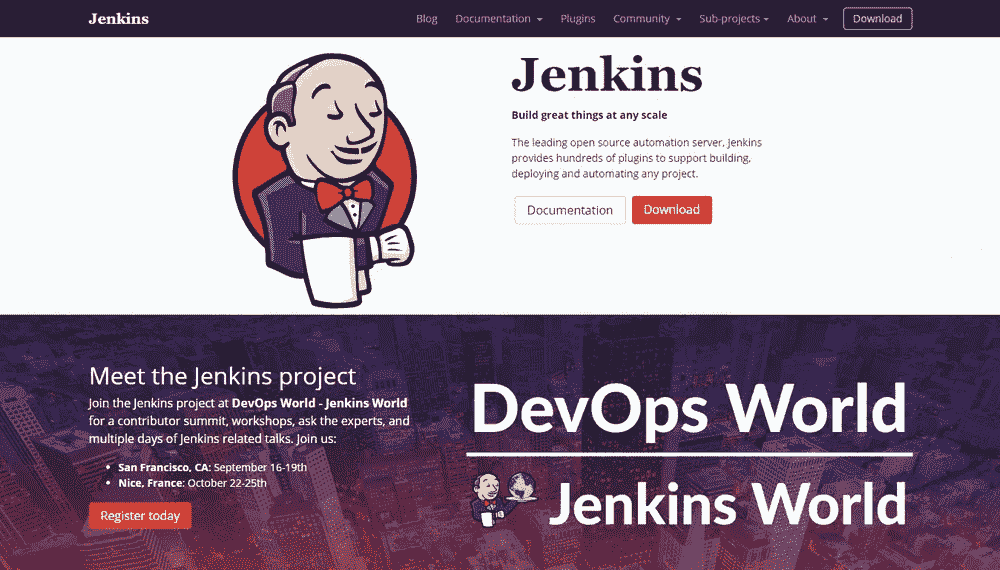 Jenkins
Blog Documentation Plugins Community Sub-projects About Download
Jenkins
Build great things at any scale
The leading open source automation server, Jenkins
provides hundreds of plugins to support building,
deploying and automating any project.
Documentation Download
Meet the Jenkins project
Join the Jenkins project at DevOps World - Jenkins World
for a contributor summit, workshops, ask the experts, and
multiple days of Jenkins related talks. Join us:
San Francisco, CA: September 16-19th
Nice, France: October 22-25th
Register today
DevOps World
Jenkins World